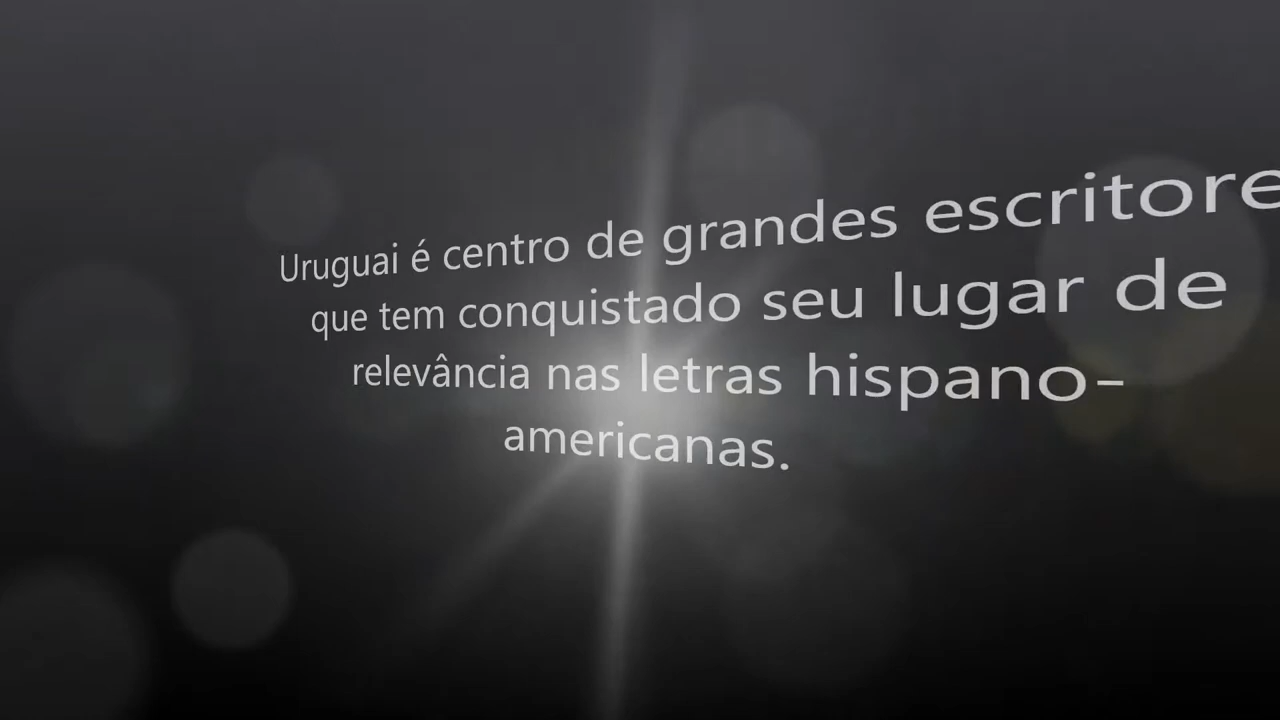 Uruguai é centro de grandes escritore
que tem conquistado seu lugar de
relevância nas letras hispano-
americanas.